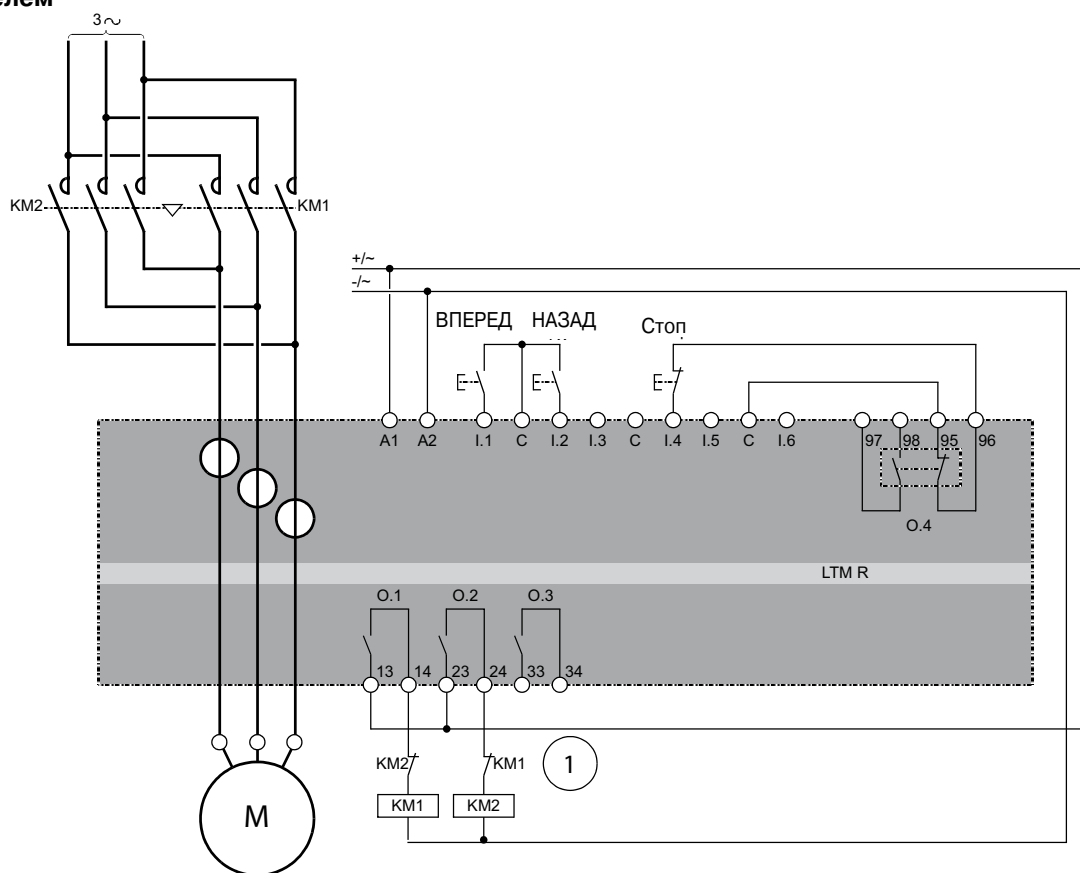 елем
3
KM2
KM1
+/~
-/~
ВПЕРЕД НАЗАД Стоп
A1 A2 I.1 C I.2 I.3 C I.4 I.5 C I.6 97 98 95 96
O.4
LTM R
O.1 O.2 O.3
13 14 23 24 33 34
KM2 KM1 1
KM1 KM2
M